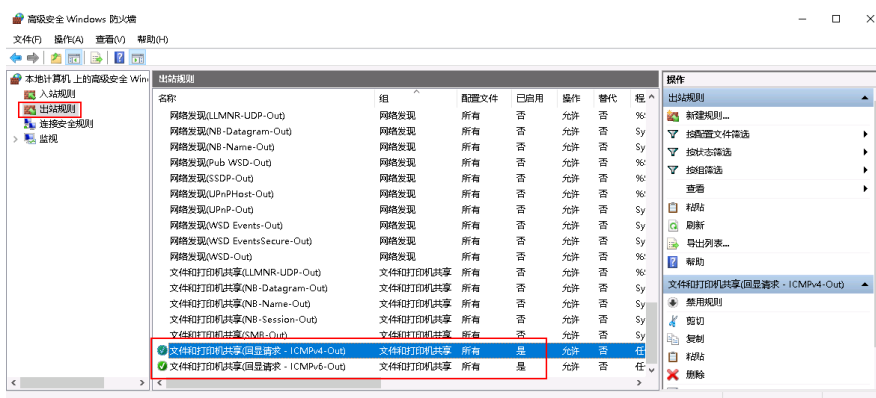 高级安全 Windows 防火墙
文件(F) 操作(A) 查看(V) 帮助(H)
本地计算机 上的高级安全 Win
入站规则
出站规则
连接安全规则
监视
出站规则
名称 组 配置文件 已启用 操作 替代 程
网络发现(LLMNR-UDP-Out) 网络发现 所有 否 允许 否 %
网络发现(NB-Datagram-Out) 网络发现 所有 否 允许 否 Sy
网络发现(NB-Name-Out) 网络发现 所有 否 允许 否 Sy
网络发现(Pub WSD-Out) 网络发现 所有 否 允许 否 %
网络发现(SSDP-Out) 网络发现 所有 否 允许 否 %
网络发现(UPnPHost-Out) 网络发现 所有 否 允许 否 %
网络发现(UPnP-Out) 网络发现 所有 否 允许 否 Sy
网络发现(WSD Events-Out) 网络发现 所有 否 允许 否 Sy
网络发现(WSD EventsSecure-Out) 网络发现 所有 否 允许 否 Sy
网络发现(WSD-Out) 网络发现 所有 否 允许 否 %
文件和打印机共享(LLMNR-UDP-Out) 文件和打印机共享 所有 否 允许 否 %
文件和打印机共享(NB-Datagram-Out) 文件和打印机共享 所有 否 允许 否 Sy
文件和打印机共享(NB-Name-Out) 文件和打印机共享 所有 否 允许 否 Sy
文件和打印机共享(NB-Session-Out) 文件和打印机共享 所有 否 允许 否 Sy
文件和打印机共享(SMB-Out) 文件和打印机共享 所有 否 允许 否 Sy
文件和打印机共享(回显请求 - ICMPv4-Out) 文件和打印机共享 所有 是 允许 否 任
文件和打印机共享(回显请求 - ICMPv6-Out) 文件和打印机共享 所有 是 允许 否 任
操作
出站规则
新建规则...
按配置文件筛选
按状态筛选
按组筛选
查看
粘贴
刷新
导出列表...
帮助
文件和打印机共享(回显请求 - ICMPv4-Out)
禁用规则
剪切
复制
粘贴
删除